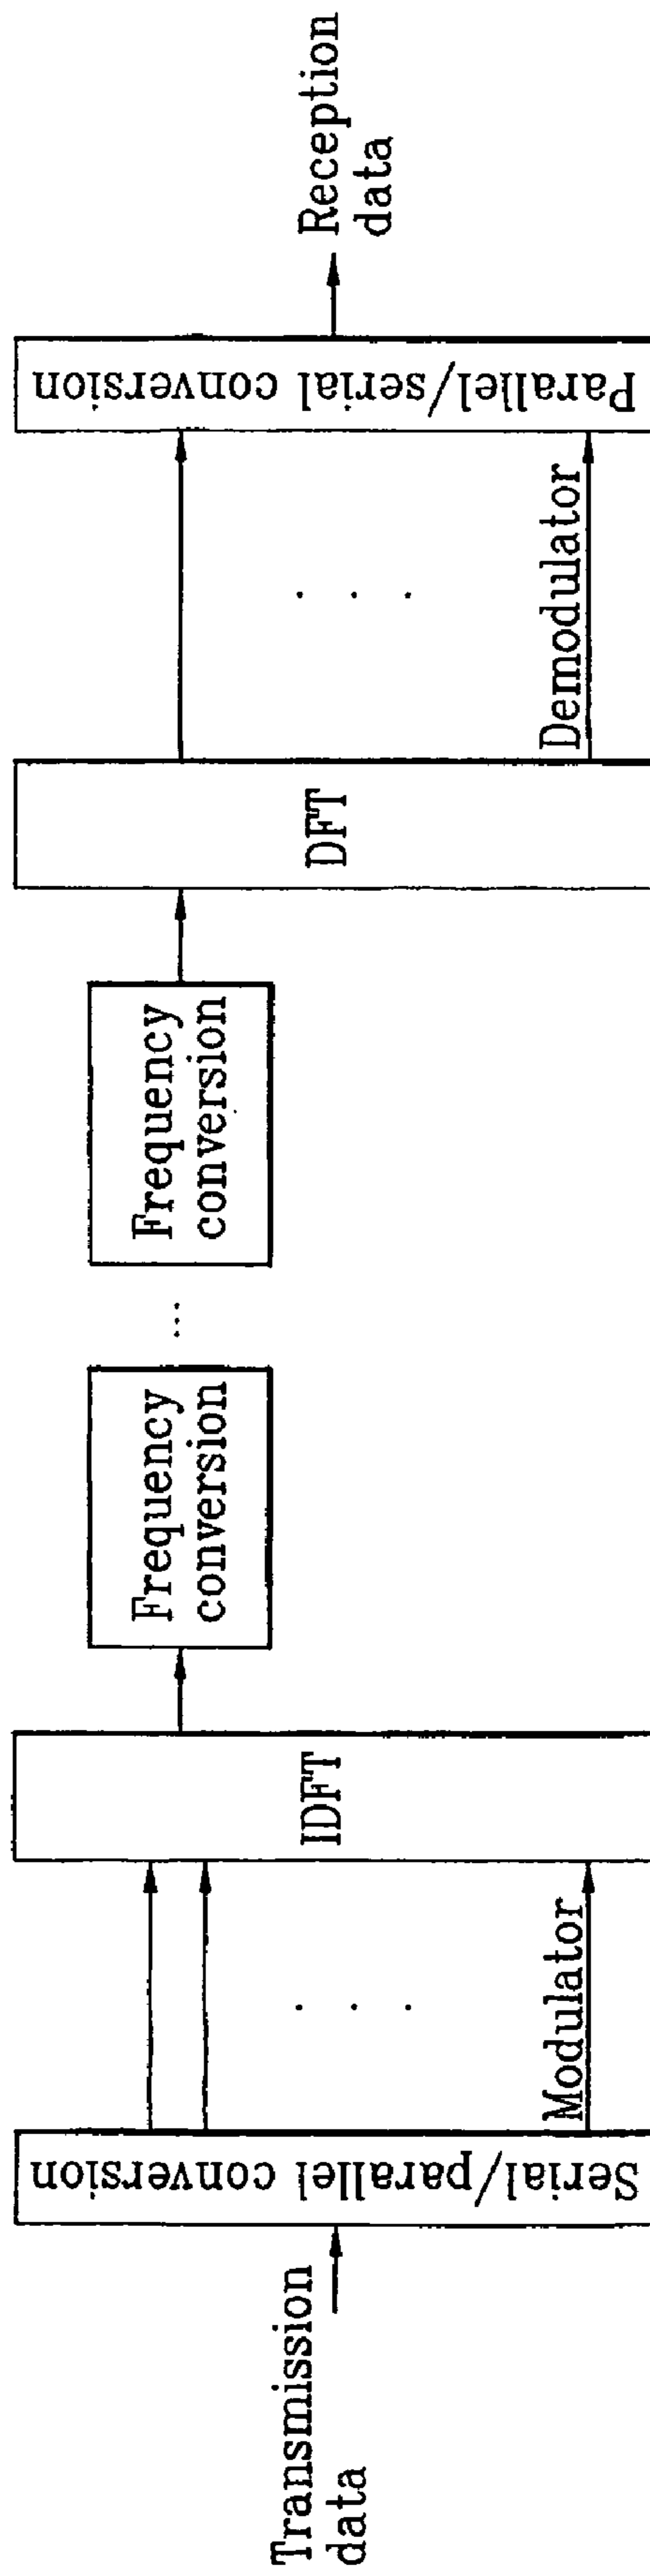 Transmission
data
Serial/parallel conversion
Modulator
IDFT
Frequency
conversion
...
Frequency
conversion
DFT
Demodulator
Parallel/serial conversion
Reception
data